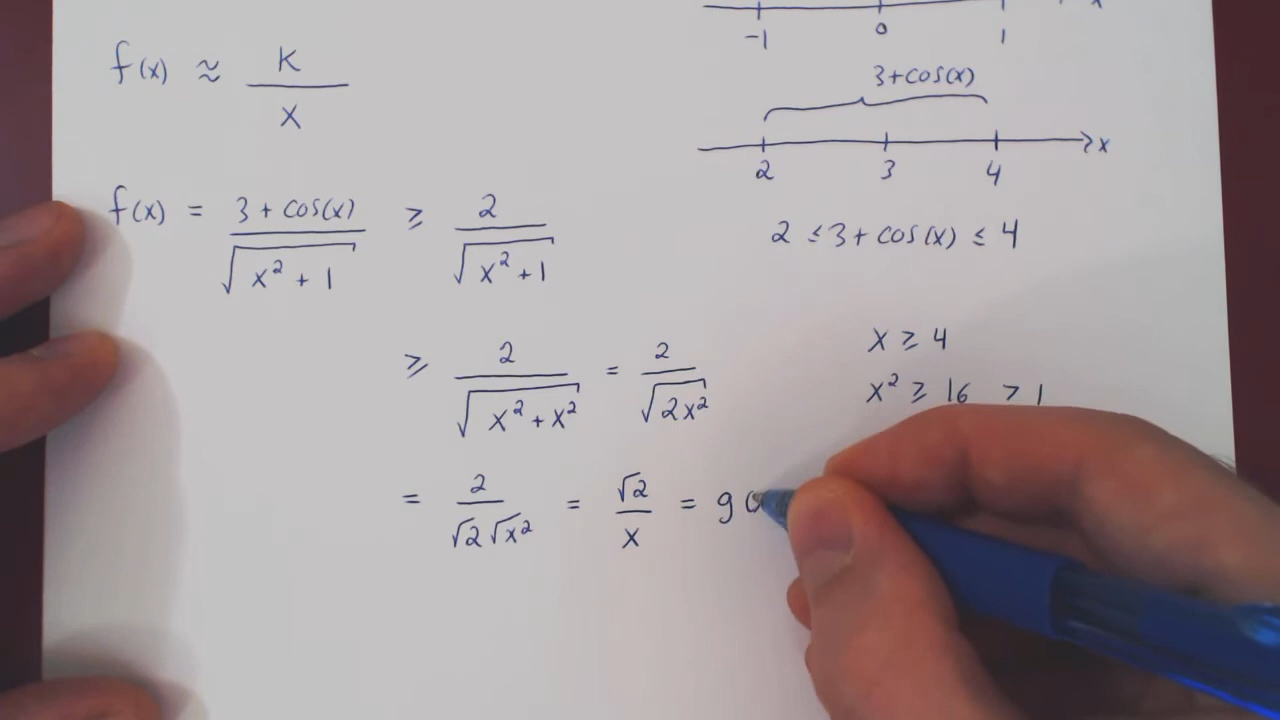 -1 0 1
f(x) ≈ K / x
3+cos(x)
x
2 3 4
f(x) = 3 + cos(x) / √(x² + 1) ≥ 2 / √(x² + 1)
2 ≤ 3 + cos(x) ≤ 4
x ≥ 4
≥ 2 / √(x² + x²) = 2 / √(2x²)
x² ≥ 16 > 1
= 2 / √2 √x² = √2 / x = g(